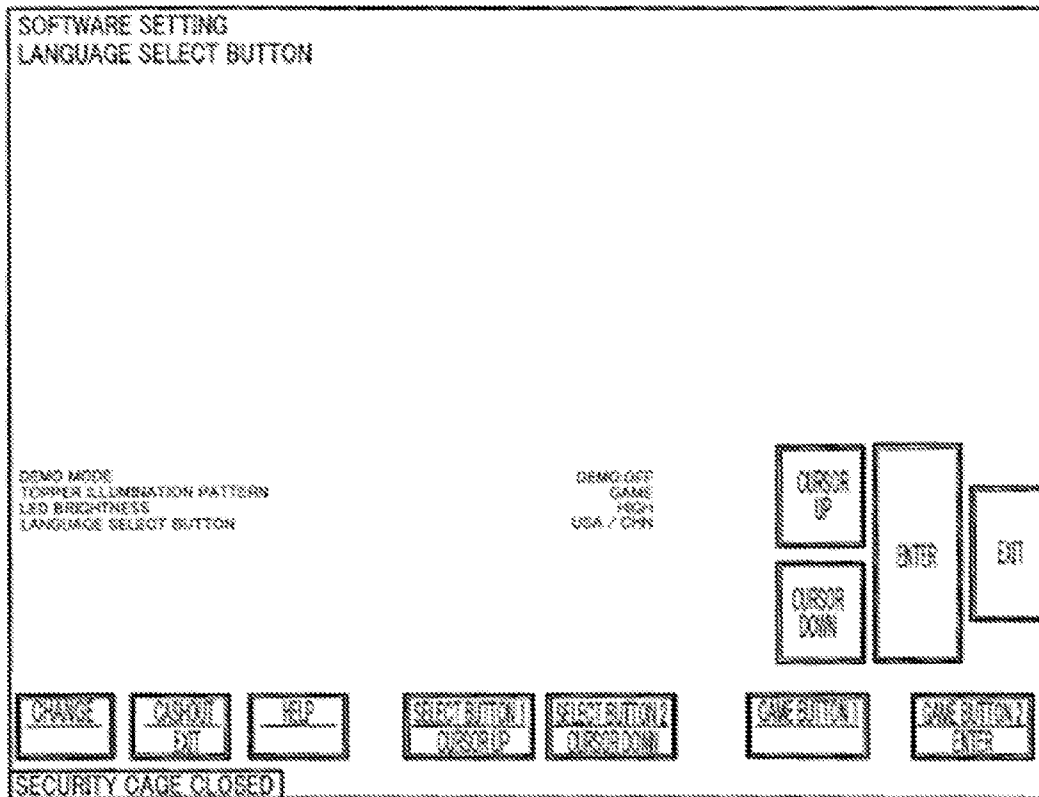 SOFTWARE SETTING
LANGUAGE SELECT BUTTON
DEMO MODE DEMO:OFF
TOPPER ILLUMINATION PATTERN GAME
LED BRIGHTNESS HIGH
LANGUAGE SELECT BUTTON USA / CHN
CURSOR
UP
ENTER
EXIT
CURSOR
DOWN
CHANGE
CASHOUT
EXIT
HELP
SELECT BUTTON 1
CURSOR UP
SELECT BUTTON 2
CURSOR DOWN
GAME BUTTON 1
GAME BUTTON 2
ENTER
SECURITY CAGE CLOSED